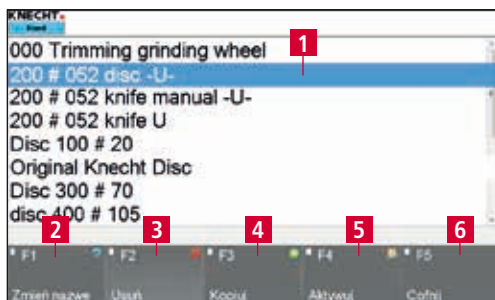 KNECHT
Hand
000 Trimming grinding wheel
1
200 # 052 disc -U-
200 # 052 knife manual -U-
200 # 052 knife U
Disc 100 # 20
Original Knecht Disc
Disc 300 # 70
disc 400 # 105
2 3 4 5 6
F1 F2 F3 F4 F5
Zmień nazwe Usuń Kopiuj Aktywuj Cofnij